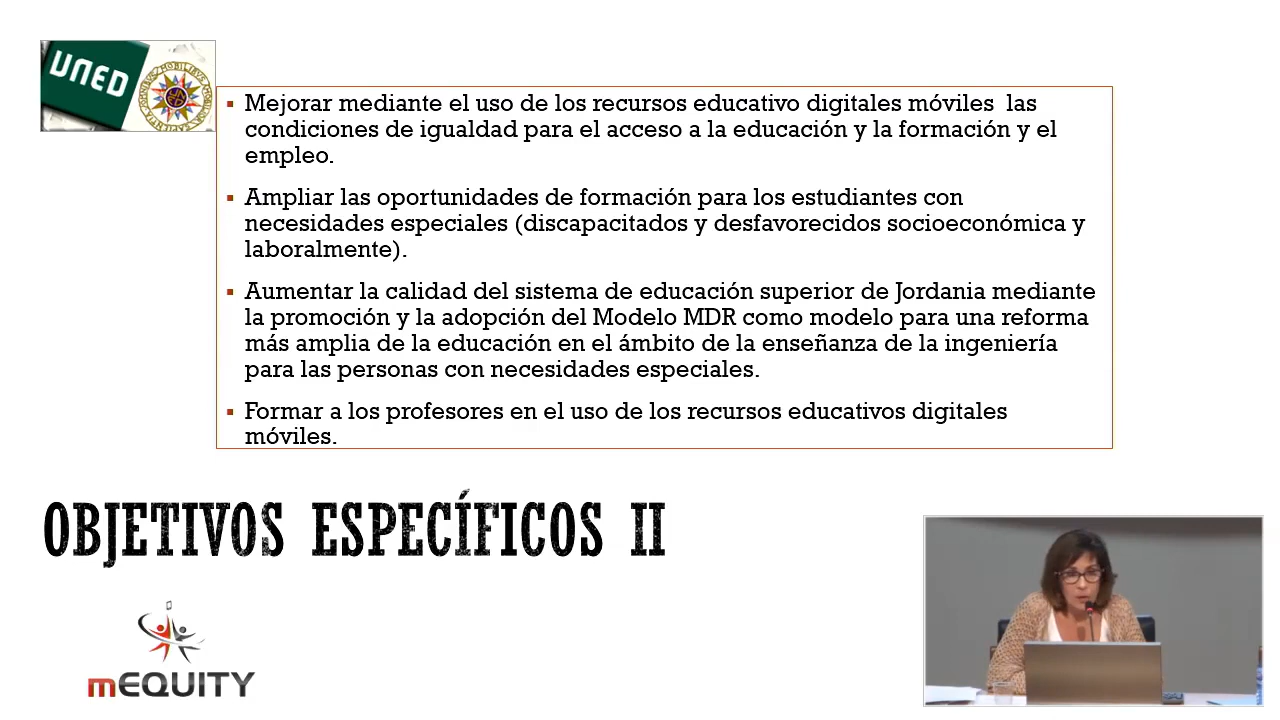 UNED
Mejorar mediante el uso de los recursos educativo digitales móviles las
condiciones de igualdad para el acceso a la educación y la formación y el
empleo.
Ampliar las oportunidades de formación para los estudiantes con
necesidades especiales (discapacitados y desfavorecidos socioeconómica y
laboralmente).
Aumentar la calidad del sistema de educación superior de Jordania mediante
la promoción y la adopción del Modelo MDR como modelo para una reforma
más amplia de la educación en el ámbito de la enseñanza de la ingeniería
para las personas con necesidades especiales.
Formar a los profesores en el uso de los recursos educativos digitales
móviles.
OBJETIVOS ESPECÍFICOS II
mEQUITY